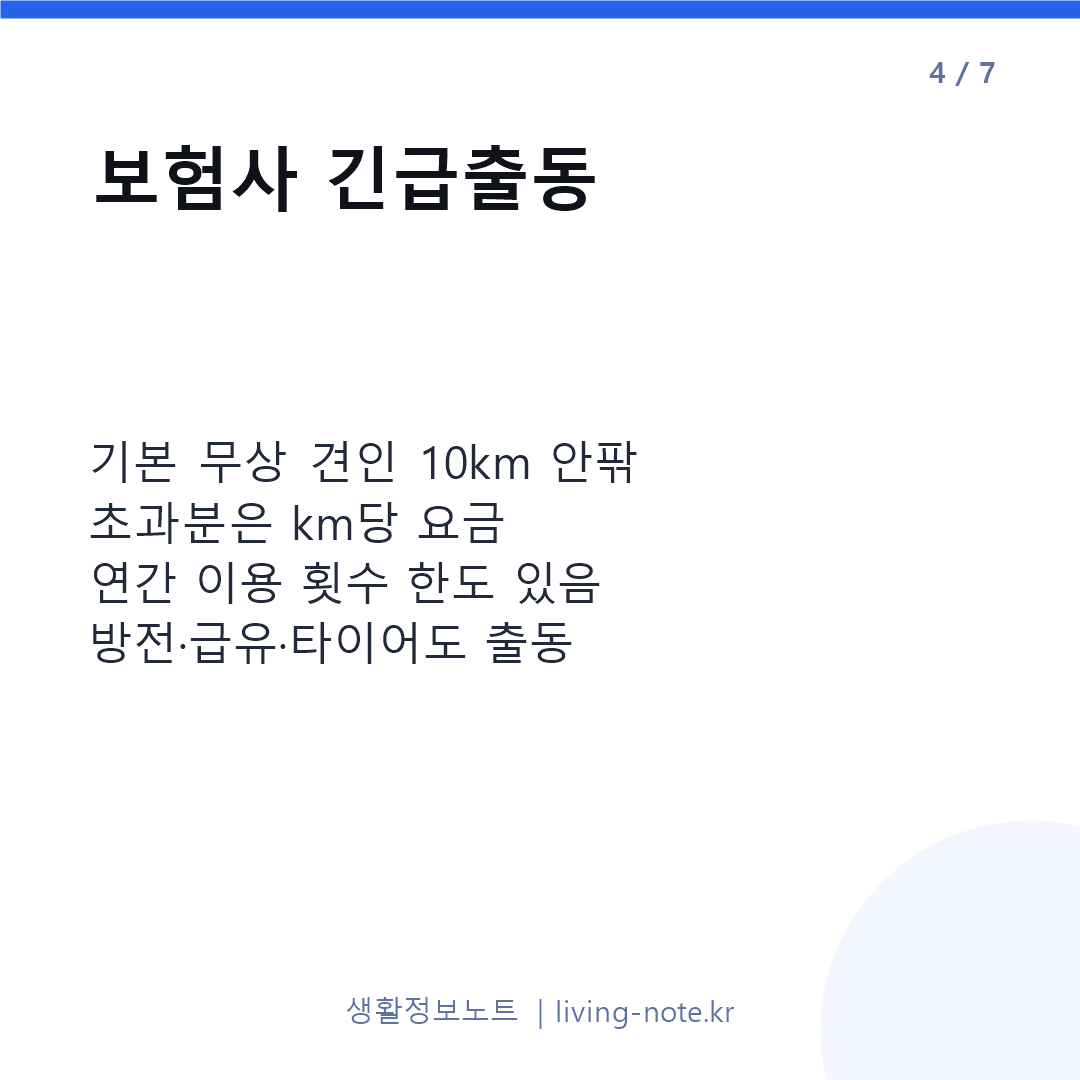 4 / 7
보험사 긴급출동
기본 무상 견인 10km 안팎
초과분은 km당 요금
연간 이용 횟수 한도 있음
방전·급유·타이어도 출동
생활정보노트 | living-note.kr